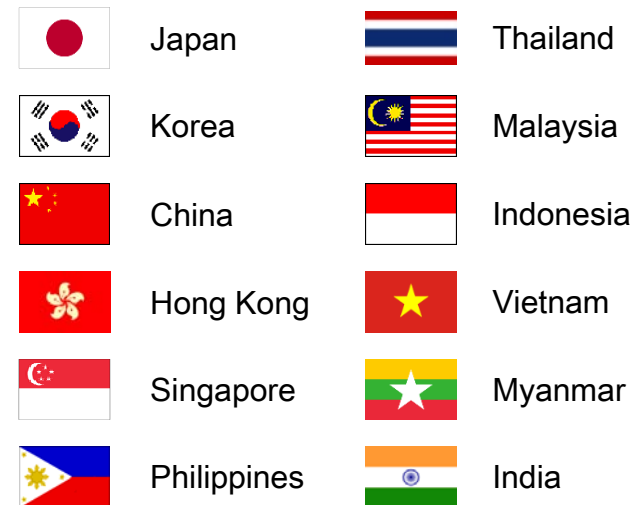 Japan
Thailand
Korea
Malaysia
China
Indonesia
Hong Kong
Vietnam
Singapore
Myanmar
Philippines
India